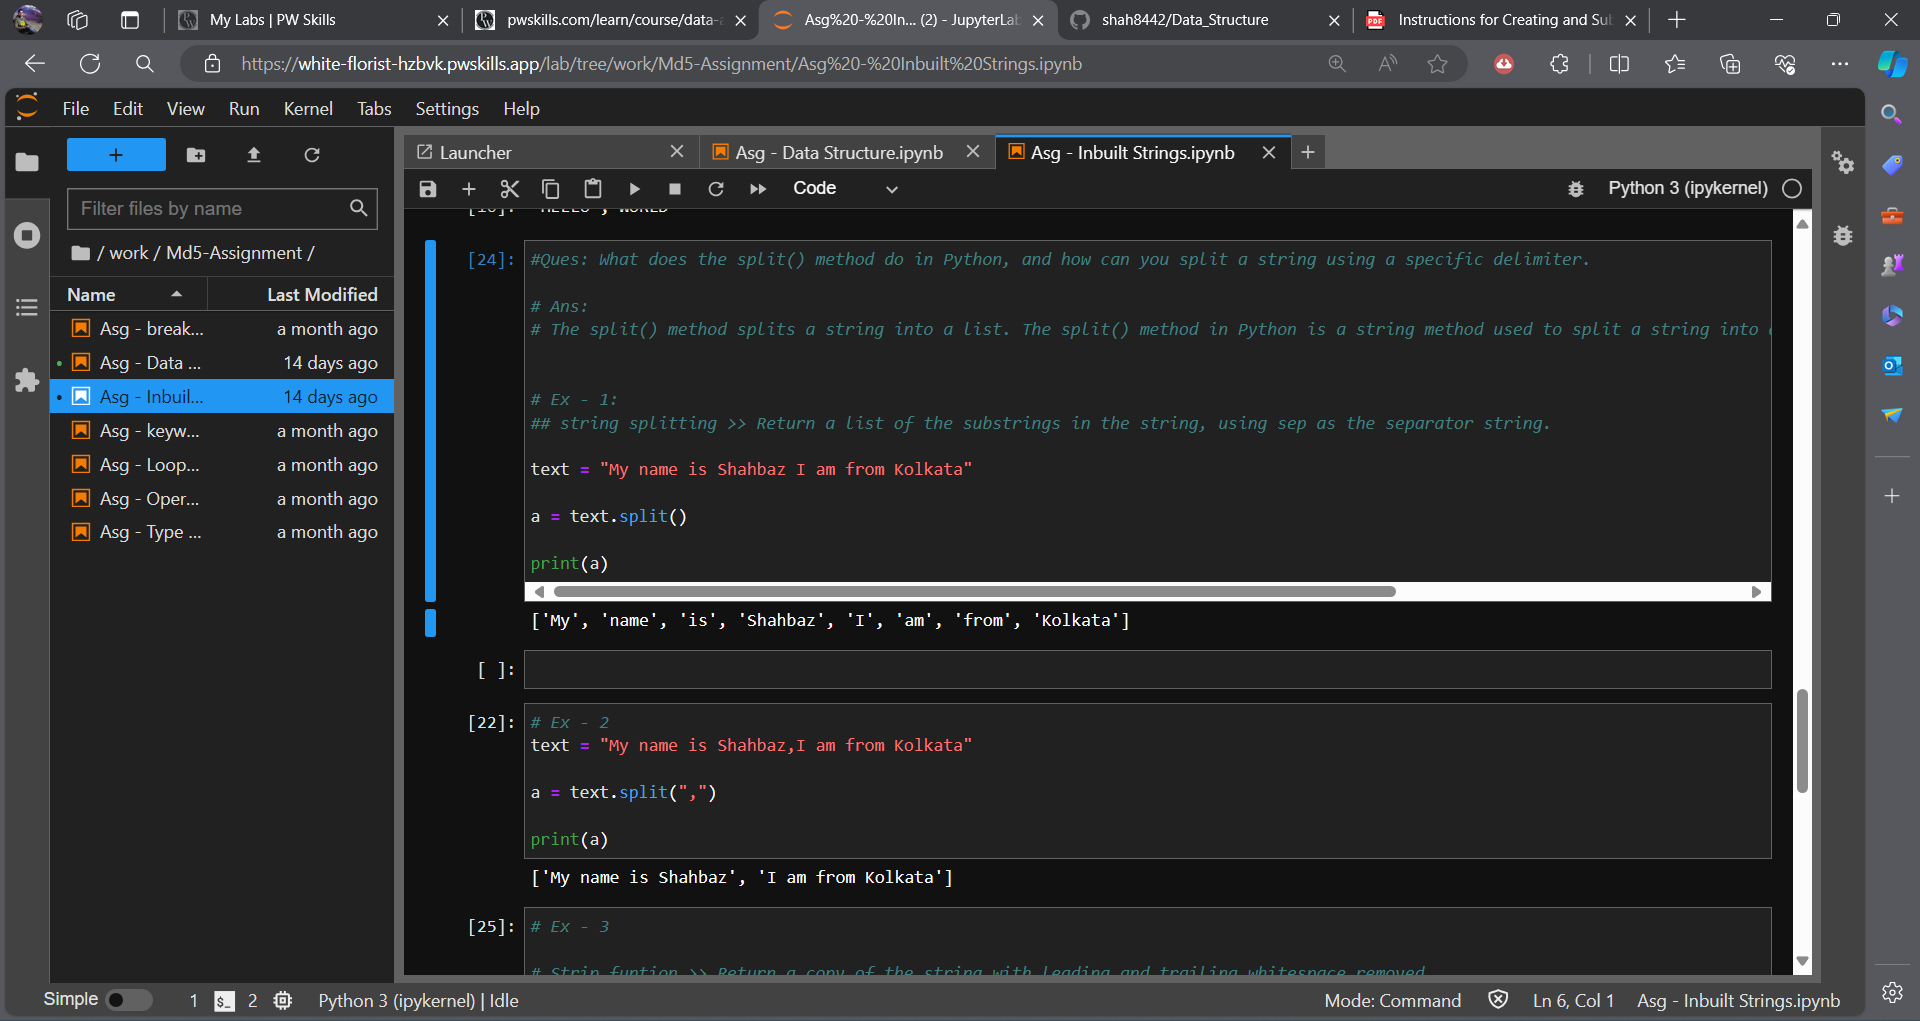 My Labs | PW Skills
pwskills.com/learn/course/data-
Asg%20-%20In... (2) - JupyterLa
shah8442/Data_Structure
Instructions for Creating and Su
https://white-florist-hzbvk.pwskills.app/lab/tree/work/Md5-Assignment/Asg%20-%20Inbuilt%20Strings.ipynb
File Edit View Run Kernel Tabs Settings Help
Launcher
Asg - Data Structure.ipynb
Asg - Inbuilt Strings.ipynb
Code
Python 3 (ipykernel)
Filter files by name
/ work / Md5-Assignment /
Name Last Modified
Asg - break... a month ago
Asg - Data ... 14 days ago
Asg - Inbuil... 14 days ago
Asg - keyw... a month ago
Asg - Loop... a month ago
Asg - Oper... a month ago
Asg - Type ... a month ago
[24]: #Ques: What does the split() method do in Python, and how can you split a string using a specific delimiter.
# Ans:
# The split() method splits a string into a list. The split() method in Python is a string method used to split a string into
# Ex - 1:
## string splitting >> Return a list of the substrings in the string, using sep as the separator string.
text = "My name is Shahbaz I am from Kolkata"
a = text.split()
print(a)
['My', 'name', 'is', 'Shahbaz', 'I', 'am', 'from', 'Kolkata']
[ ]:
[22]: # Ex - 2
text = "My name is Shahbaz,I am from Kolkata"
a = text.split(",")
print(a)
['My name is Shahbaz', 'I am from Kolkata']
[25]: # Ex - 3
# Strip funtion >> Return a copy of the string with leading and trailing whitespace removed
Simple 1 2 Python 3 (ipykernel) | Idle
Mode: Command Ln 6, Col 1 Asg - Inbuilt Strings.ipynb